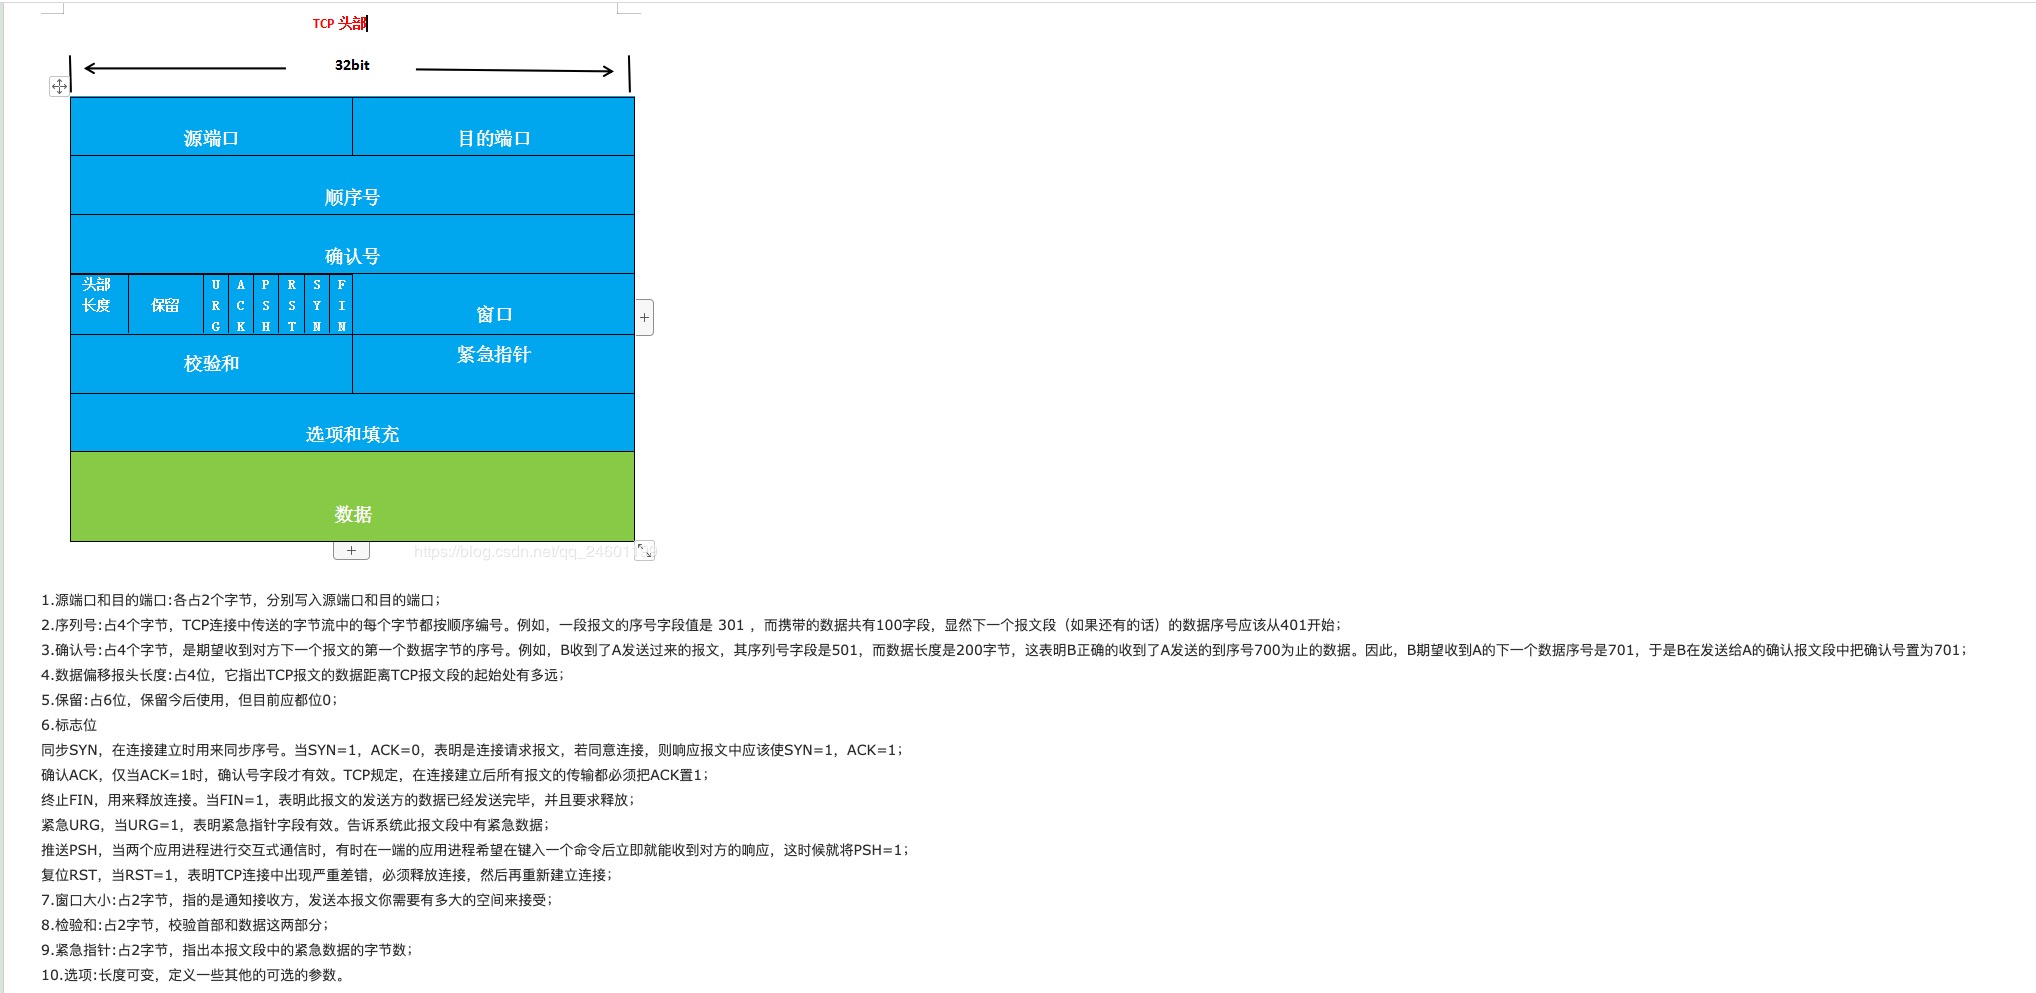 TCP 头部
32bit
源端口 目的端口
顺序号
确认号
头部长度 保留 URG ACK PSH RST SYN FIN 窗口
校验和 紧急指针
选项和填充
数据
https://blog.csdn.net/qq_24601
1.源端口和目的端口:各占2个字节，分别写入源端口和目的端口；
2.序列号:占4个字节，TCP连接中传送的字节流中的每个字节都按顺序编号。例如，一段报文的序号字段值是 301 ，而携带的数据共有100字段，显然下一个报文段（如果还有的话）的数据序号应该从401开始；
3.确认号:占4个字节，是期望收到对方下一个报文的第一个数据字节的序号。例如，B收到了A发送过来的报文，其序列号字段是501，而数据长度是200字节，这表明B正确的收到了A发送的到序号700为止的数据。因此，B期望收到A的下一个数据序号是701，于是B在发送给A的确认报文段中把确认号置为701；
4.数据偏移报头长度:占4位，它指出TCP报文的数据距离TCP报文段的起始处有多远；
5.保留:占6位，保留今后使用，但目前应都位0；
6.标志位
同步SYN，在连接建立时用来同步序号。当SYN=1，ACK=0，表明是连接请求报文，若同意连接，则响应报文中应该使SYN=1，ACK=1；
确认ACK，仅当ACK=1时，确认号字段才有效。TCP规定，在连接建立后所有报文的传输都必须把ACK置1；
终止FIN，用来释放连接。当FIN=1，表明此报文的发送方的数据已经发送完毕，并且要求释放；
紧急URG，当URG=1，表明紧急指针字段有效。告诉系统此报文段中有紧急数据；
推送PSH，当两个应用进程进行交互式通信时，有时在一端的应用进程希望在键入一个命令后立即就能收到对方的响应，这时候就将PSH=1；
复位RST，当RST=1，表明TCP连接中出现严重差错，必须释放连接，然后再重新建立连接；
7.窗口大小:占2字节，指的是通知接收方，发送本报文你需要有多大的空间来接受；
8.检验和:占2字节，校验首部和数据这两部分；
9.紧急指针:占2字节，指出本报文段中的紧急数据的字节数；
10.选项:长度可变，定义一些其他的可选的参数。